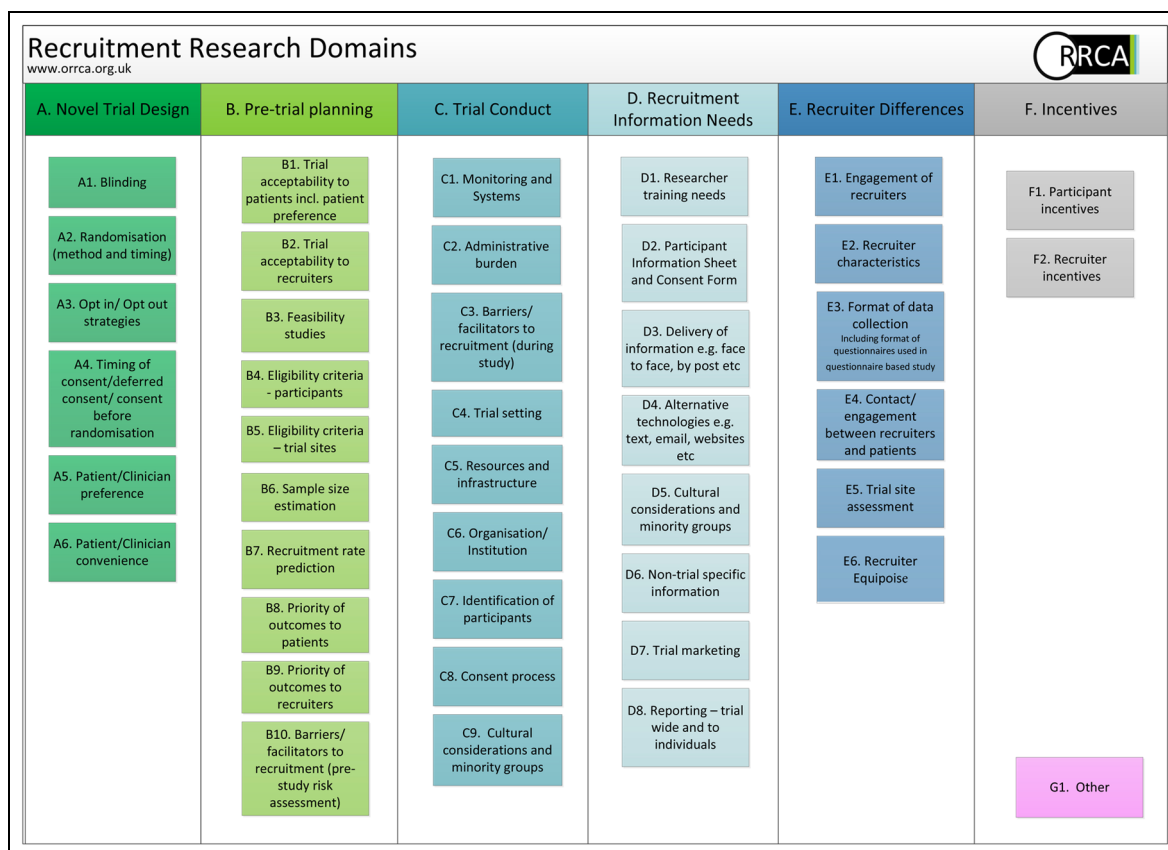 Recruitment Research Domains
www.orrca.org.uk
ORRCA
A. Novel Trial Design
B. Pre-trial planning
C. Trial Conduct
D. Recruitment
Information Needs
E. Recruiter Differences
F. Incentives
A1. Blinding
A2. Randomisation
(method and timing)
A3. Opt in/ Opt out
strategies
A4. Timing of
consent/deferred
consent/ consent
before
randomisation
A5. Patient/Clinician
preference
A6. Patient/Clinician
convenience
B1. Trial
acceptability to
patients incl. patient
preference
B2. Trial
acceptability to
recruiters
B3. Feasibility
studies
B4. Eligibility criteria
- participants
B5. Eligibility criteria
– trial sites
B6. Sample size
estimation
B7. Recruitment rate
prediction
B8. Priority of
outcomes to
patients
B9. Priority of
outcomes to
recruiters
B10. Barriers/
facilitators to
recruitment (pre-
study risk
assessment)
C1. Monitoring and
Systems
C2. Administrative
burden
C3. Barriers/
facilitators to
recruitment (during
study)
C4. Trial setting
C5. Resources and
infrastructure
C6. Organisation/
Institution
C7. Identification of
participants
C8. Consent process
C9. Cultural
considerations and
minority groups
D1. Researcher
training needs
D2. Participant
Information Sheet
and Consent Form
D3. Delivery of
information e.g. face
to face, by post etc
D4. Alternative
technologies e.g.
text, email, websites
etc
D5. Cultural
considerations and
minority groups
D6. Non-trial specific
information
D7. Trial marketing
D8. Reporting – trial
wide and to
individuals
E1. Engagement of
recruiters
E2. Recruiter
characteristics
E3. Format of data
collection
Including format of
questionnaires used in
questionnaire based study
E4. Contact/
engagement
between recruiters
and patients
E5. Trial site
assessment
E6. Recruiter
Equipoise
F1. Participant
incentives
F2. Recruiter
incentives
G1. Other